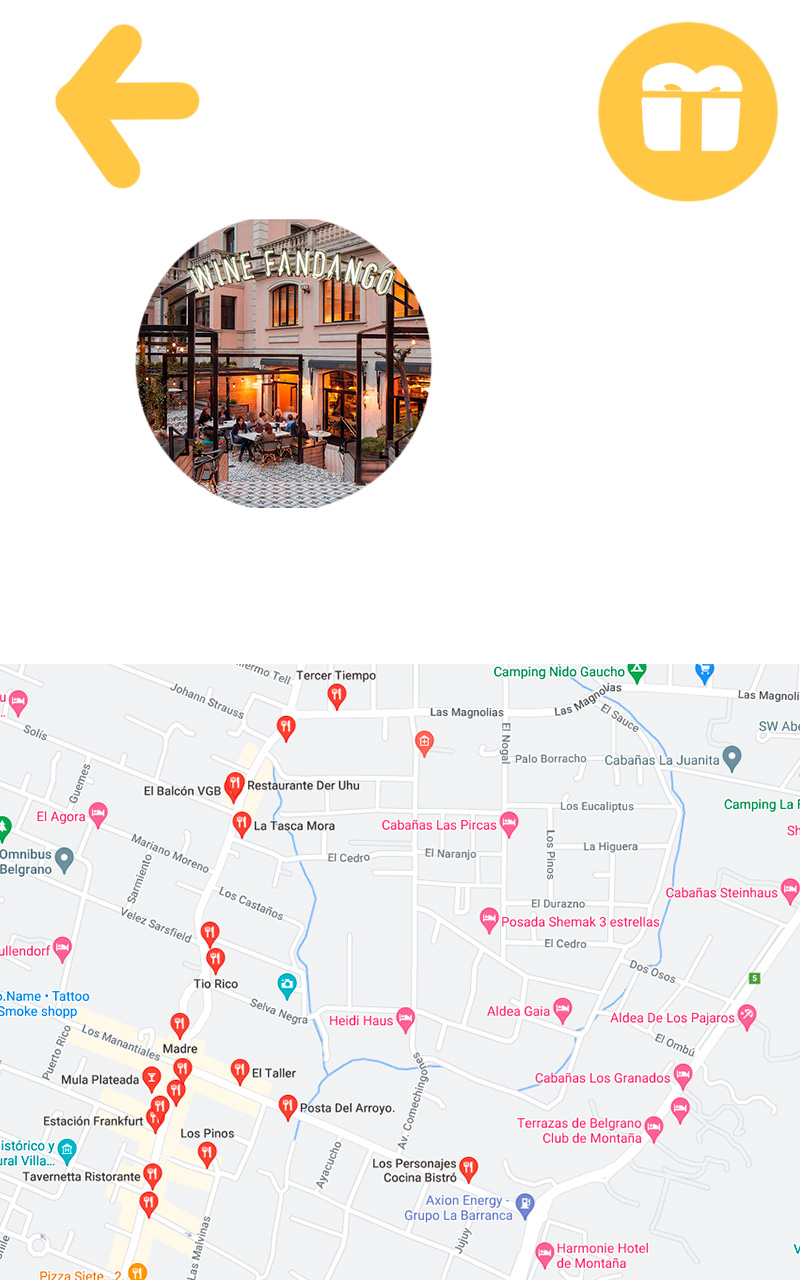 WINE FANDANGO
Guillermo Tell
Tercer Tiempo
Camping Nido Gaucho
Johann Strauss
Las Magnolias
Las Magnolias
Las Magnoli
Solís
El Nogal
El Sauce
SW Abe
Palo Borracho
Cabañas La Juanita
Guemes
El Balcón VGB
Restaurante Der Uhu
El Agora
La Tasca Mora
Cabañas Las Pircas
Los Eucaliptus
Camping La F
Sh
Mariano Moreno
Omnibus
Belgrano
El Cedro
El Naranjo
Los Pinos
La Higuera
Sarmiento
Los Castaños
Cabañas Steinhaus
El Durazno
Velez Sarsfield
Posada Shemak 3 estrellas
El Cedro
ullendorf
Dos Osos
Tio Rico
5
o.Name • Tattoo
Smoke shopp
Selva Negra
Heidi Haus
Aldea Gaia
Aldea De Los Pajaros
Los Manantiales
Puerto Rico
Madre
El Ombú
Mula Plateada
El Taller
Av. Comechingones
Cabañas Los Granados
Estación Frankfurt
Posta Del Arroyo.
Terrazas de Belgrano
Club de Montaña
Los Pinos
istórico y
ural Villa...
Tavernetta Ristorante
Ayacucho
Los Personajes
Cocina Bistró
Axion Energy -
Grupo La Barranca
Las Malvinas
Jujuy
Harmonie Hotel
de Montaña
Chile
Pizza Siete...2.
V